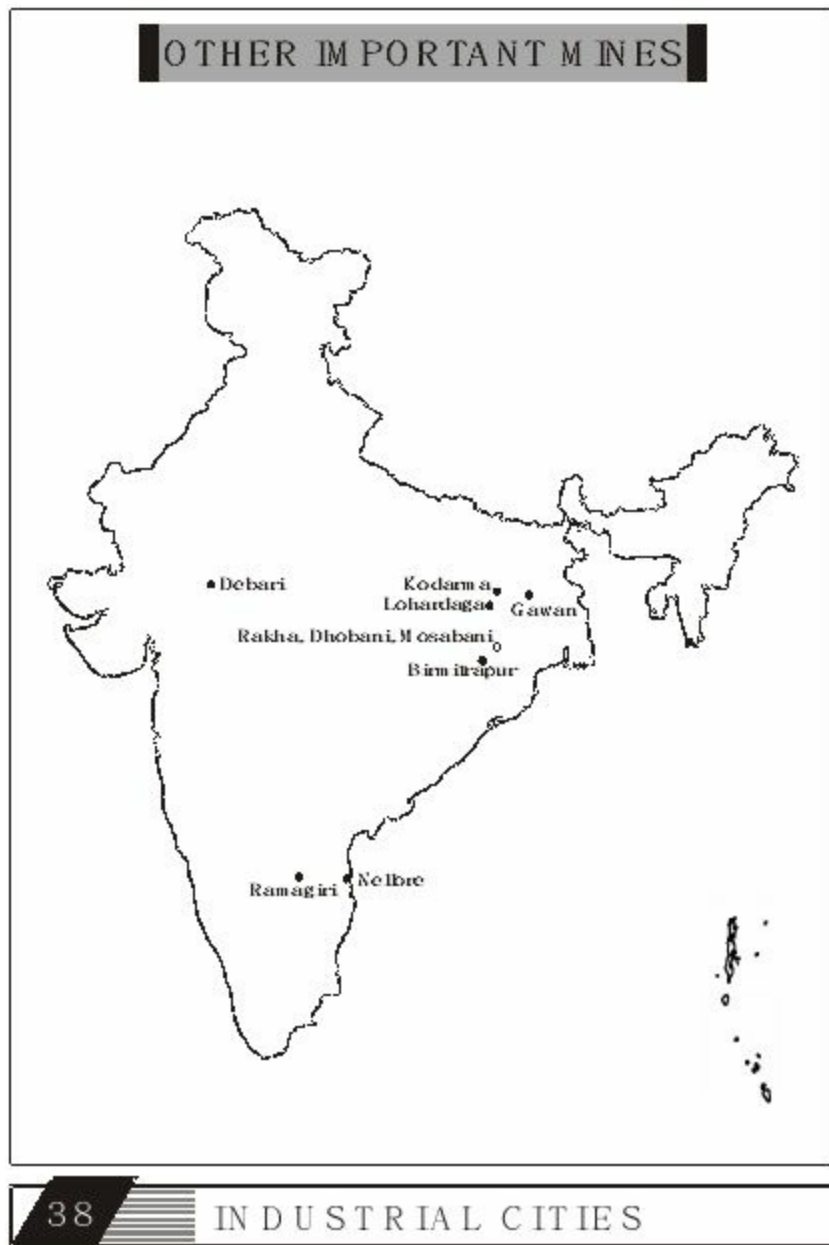 OTHER IMPORTANT MINES
Debari
Kodarma
Lohardaga
Gawan
Rakha, Dhobani, Mosabani
Birmitrapur
Ramagiri
Nellore
38
INDUSTRIAL CITIES